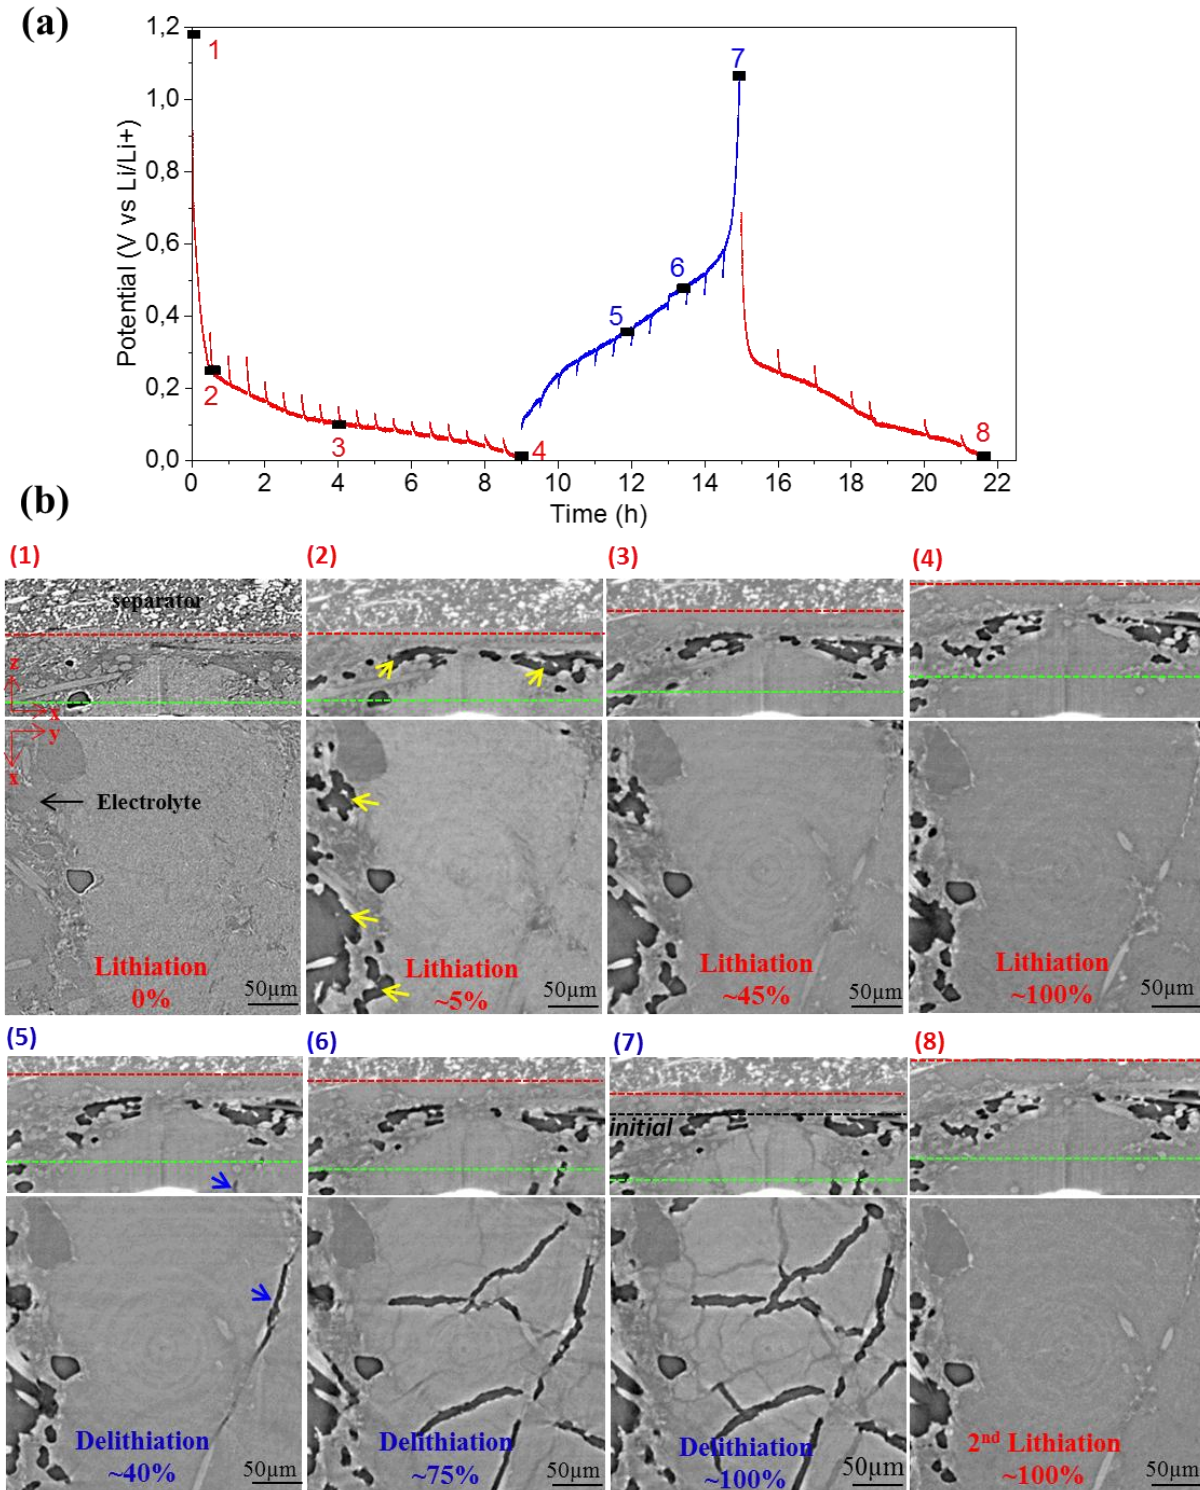 (a)
1,2
1,0
0,8
0,6
0,4
0,2
0,0
Potential (V vs Li/Li+)
1
2
3
4
5
6
7
8
0 2 4 6 8 10 12 14 16 18 20 22
Time (h)
(b)
(1) (2) (3) (4)
separator
z
x
y
x
Electrolyte
Lithiation
0%
50µm
Lithiation
~5%
50µm
Lithiation
~45%
50µm
Lithiation
~100%
50µm
(5) (6) (7) (8)
initial
Delithiation
~40%
50µm
Delithiation
~75%
50µm
Delithiation
~100%
50µm
2nd Lithiation
~100%
50µm